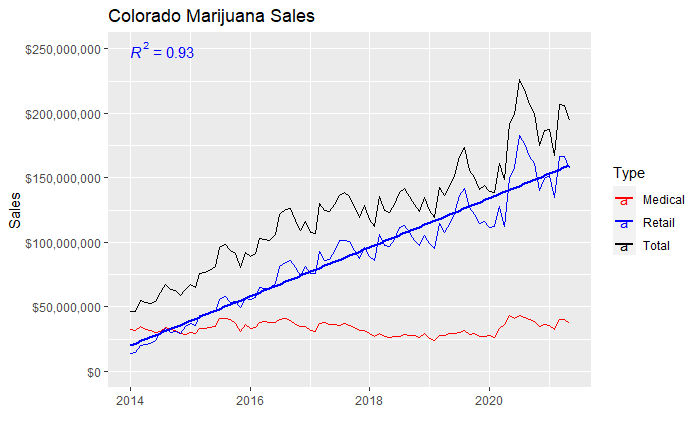 Colorado Marijuana Sales
R² = 0.93
$250,000,000
$200,000,000
$150,000,000
$100,000,000
$50,000,000
$0
Sales
2014 2016 2018 2020
Type
a Medical
a Retail
a Total